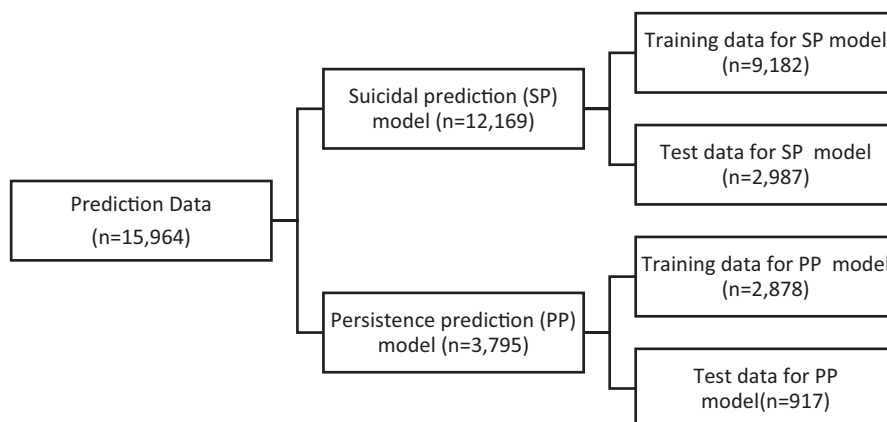 Prediction Data
(n=15,964)
Suicidal prediction (SP)
model (n=12,169)
Training data for SP model
(n=9,182)
Test data for SP  model
(n=2,987)
Persistence prediction (PP)
model (n=3,795)
Training data for PP  model
(n=2,878)
Test data for PP
model(n=917)